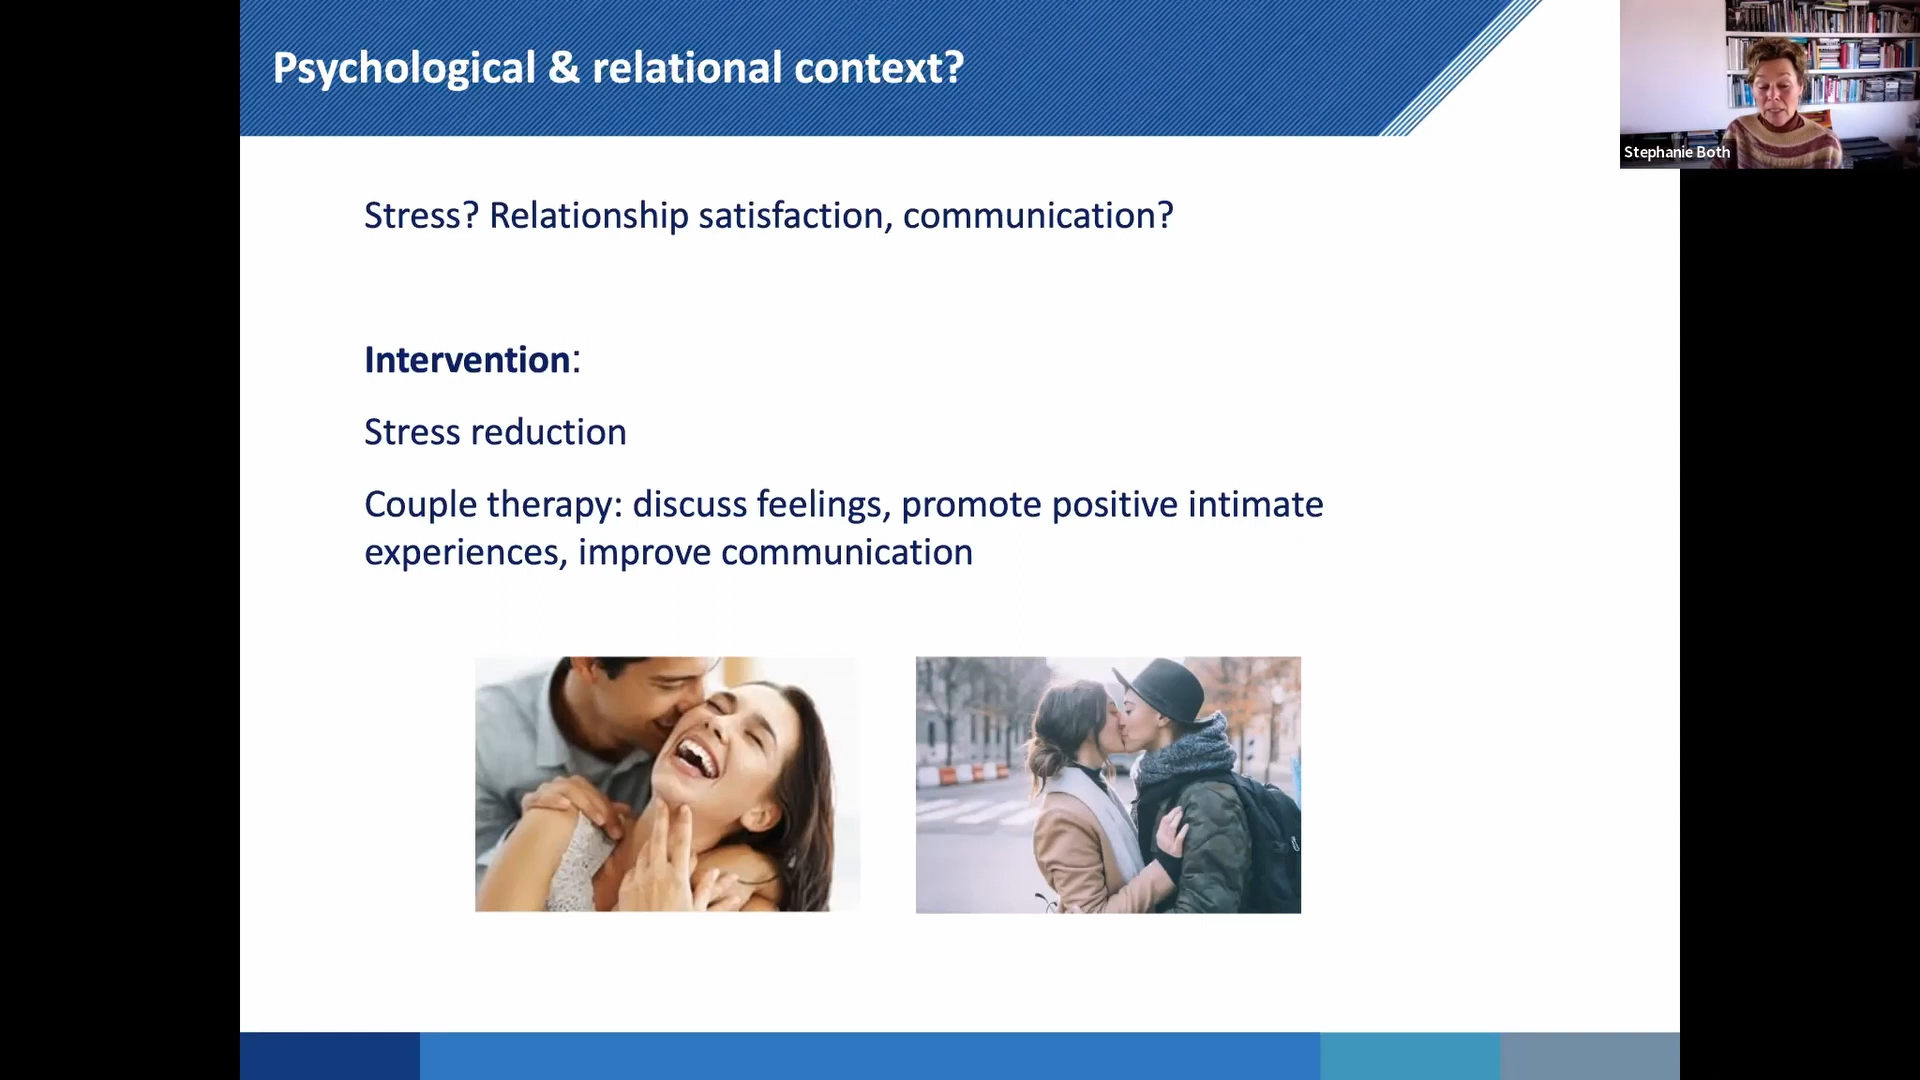 Psychological & relational context?
Stephanie Both
Stress? Relationship satisfaction, communication?
Intervention:
Stress reduction
Couple therapy: discuss feelings, promote positive intimate
experiences, improve communication